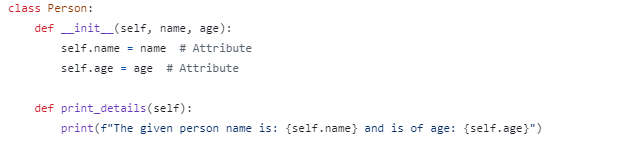 class Person:
    def __init__(self, name, age):
        self.name = name  # Attribute
        self.age = age  # Attribute

    def print_details(self):
        print(f"The given person name is: {self.name} and is of age: {self.age}")